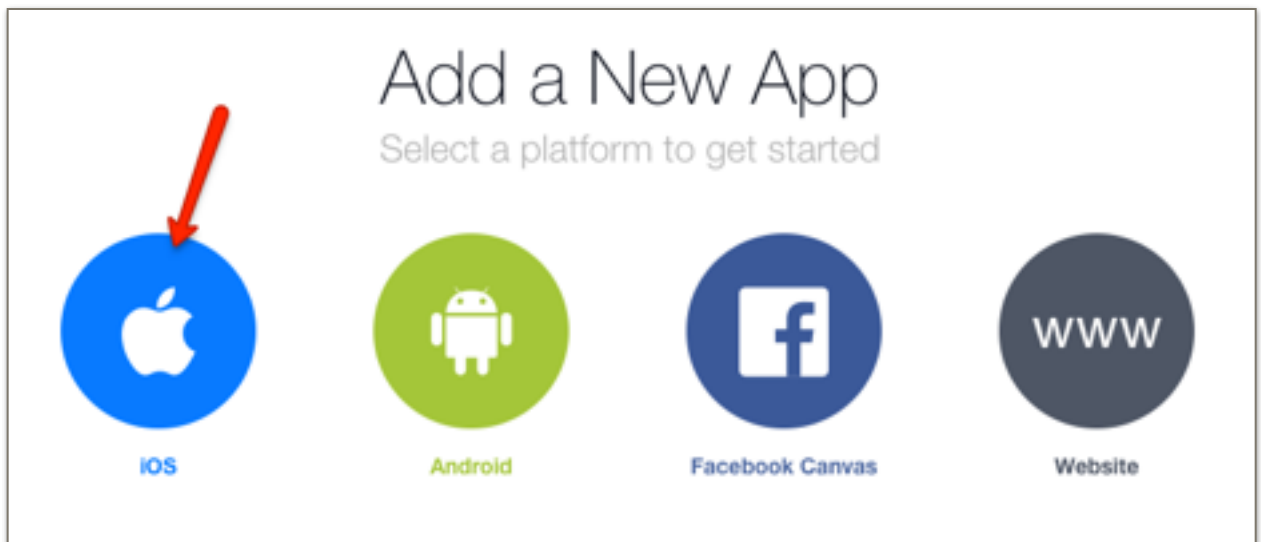 Add a New App
Select a platform to get started
www
iOS
Android
Facebook Canvas
Website